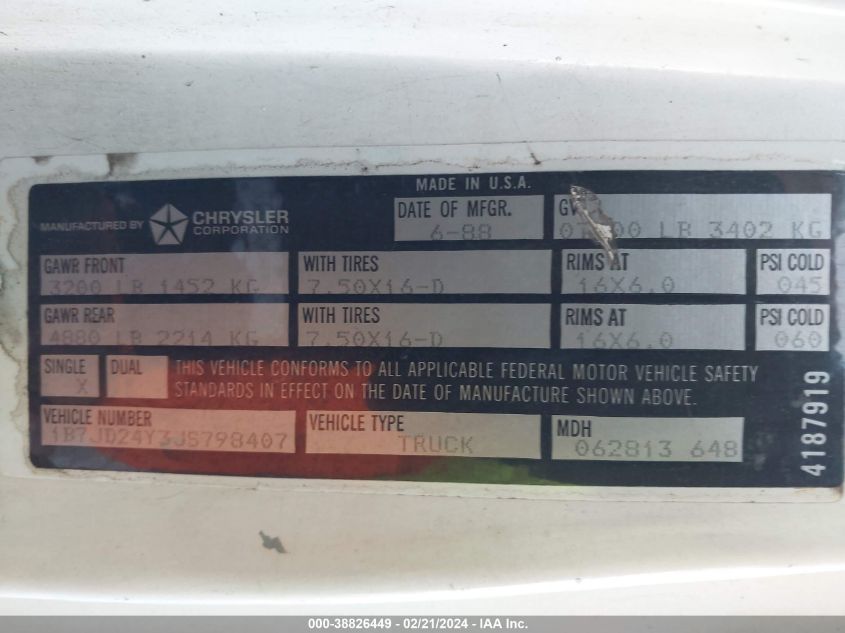 MADE IN U.S.A.
MANUFACTURED BY CHRYSLER CORPORATION
DATE OF MFGR.
6-88
LB 3402 KG
GAWR FRONT
3200 LB 1452 KG
WITH TIRES
7.50X16-D
RIMS AT
16X6.0
PSI COLD
045
GAWR REAR
4880 LB 2214 KG
WITH TIRES
7.50X16-D
RIMS AT
16X6.0
PSI COLD
060
SINGLE
X
DUAL
THIS VEHICLE CONFORMS TO ALL APPLICABLE FEDERAL MOTOR VEHICLE SAFETY
STANDARDS IN EFFECT ON THE DATE OF MANUFACTURE SHOWN ABOVE.
VEHICLE NUMBER
1B7JD24Y3JS798407
VEHICLE TYPE
TRUCK
MDH
062813 648
4187919
000-38826449 - 02/21/2024 - IAA Inc.